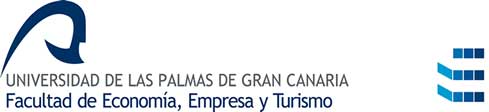 UNIVERSIDAD DE LAS PALMAS DE GRAN CANARIA
Facultad de Economía, Empresa y Turismo